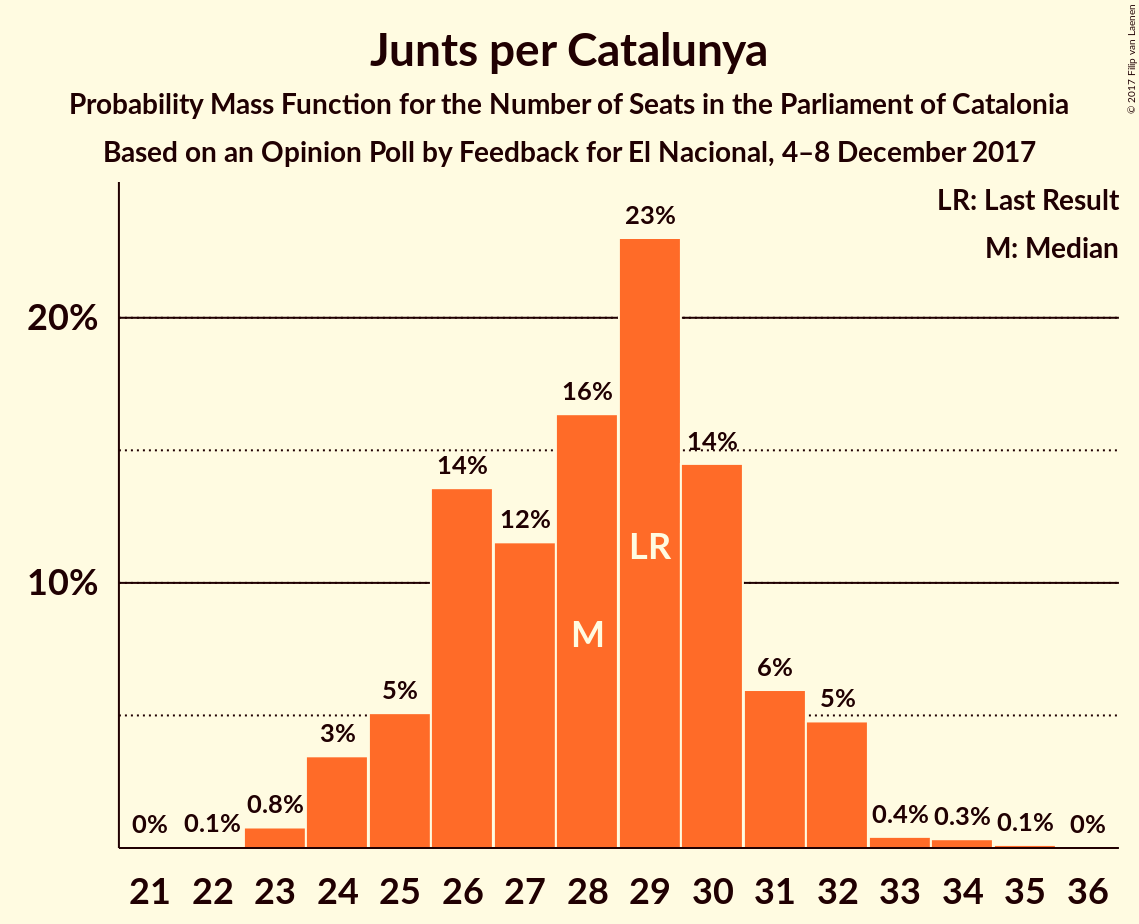 © 2017 Filip van Laenen
Junts per Catalunya
Probability Mass Function for the Number of Seats in the Parliament of Catalonia
Based on an Opinion Poll by Feedback for El Nacional, 4–8 December 2017
LR: Last Result
M: Median
20%
10%
0%
0.1%
0.8%
3%
5%
14%
12%
16%
23%
14%
6%
5%
0.4%
0.3%
0.1%
0%
LR
M
21 22 23 24 25 26 27 28 29 30 31 32 33 34 35 36